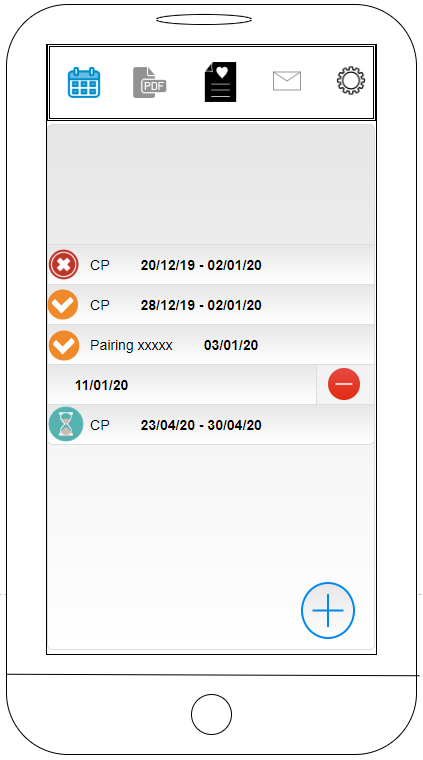 PDF
CP 20/12/19 - 02/01/20
CP 28/12/19 - 02/01/20
Pairing xxxxx 03/01/20
11/01/20
CP 23/04/20 - 30/04/20